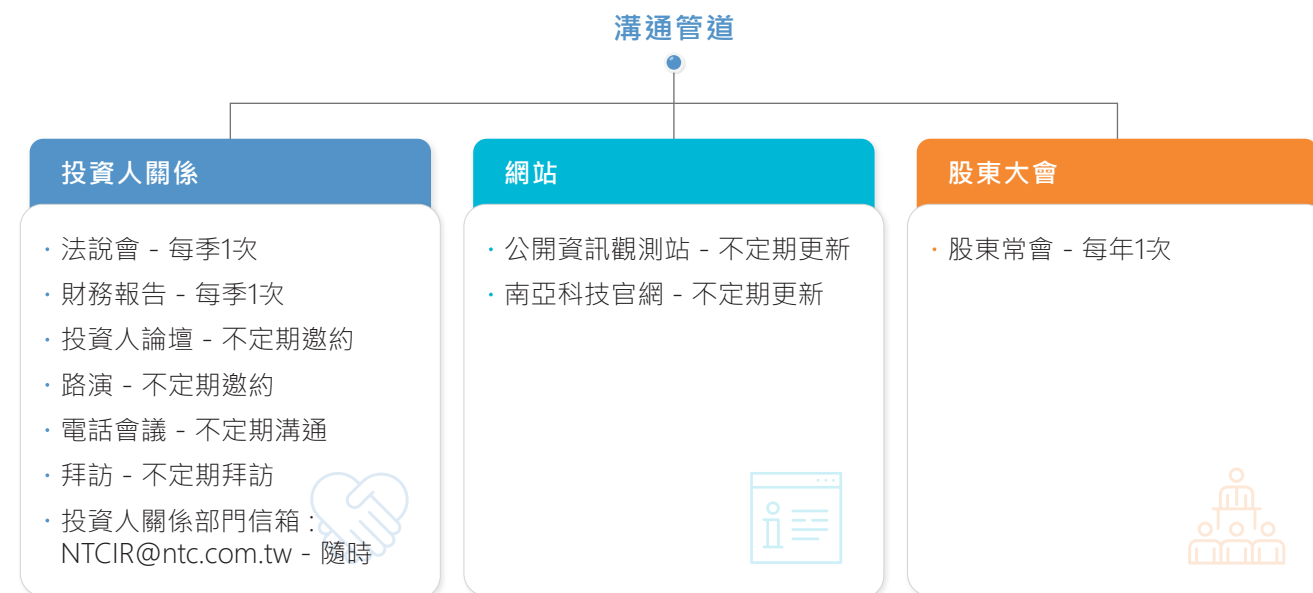 溝通管道
投資人關係
・法說會 - 每季1次
・財務報告 - 每季1次
・投資人論壇 - 不定期邀約
・路演 - 不定期邀約
・電話會議 - 不定期溝通
・拜訪 - 不定期拜訪
・投資人關係部門信箱 :
NTCIR@ntc.com.tw - 隨時
網站
・公開資訊觀測站 - 不定期更新
・南亞科技官網 - 不定期更新
股東大會
・股東常會 - 每年1次